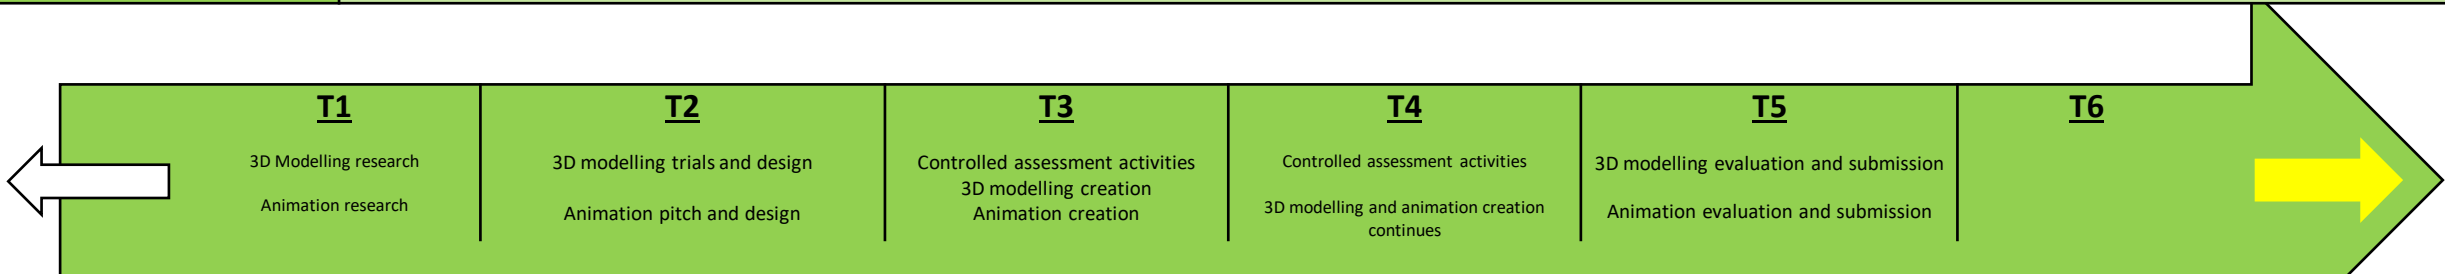 T1
3D Modelling research
Animation research
T2
3D modelling trials and design
Animation pitch and design
T3
Controlled assessment activities
3D modelling creation
Animation creation
T4
Controlled assessment activities
3D modelling and animation creation
continues
T5
3D modelling evaluation and submission
Animation evaluation and submission
T6